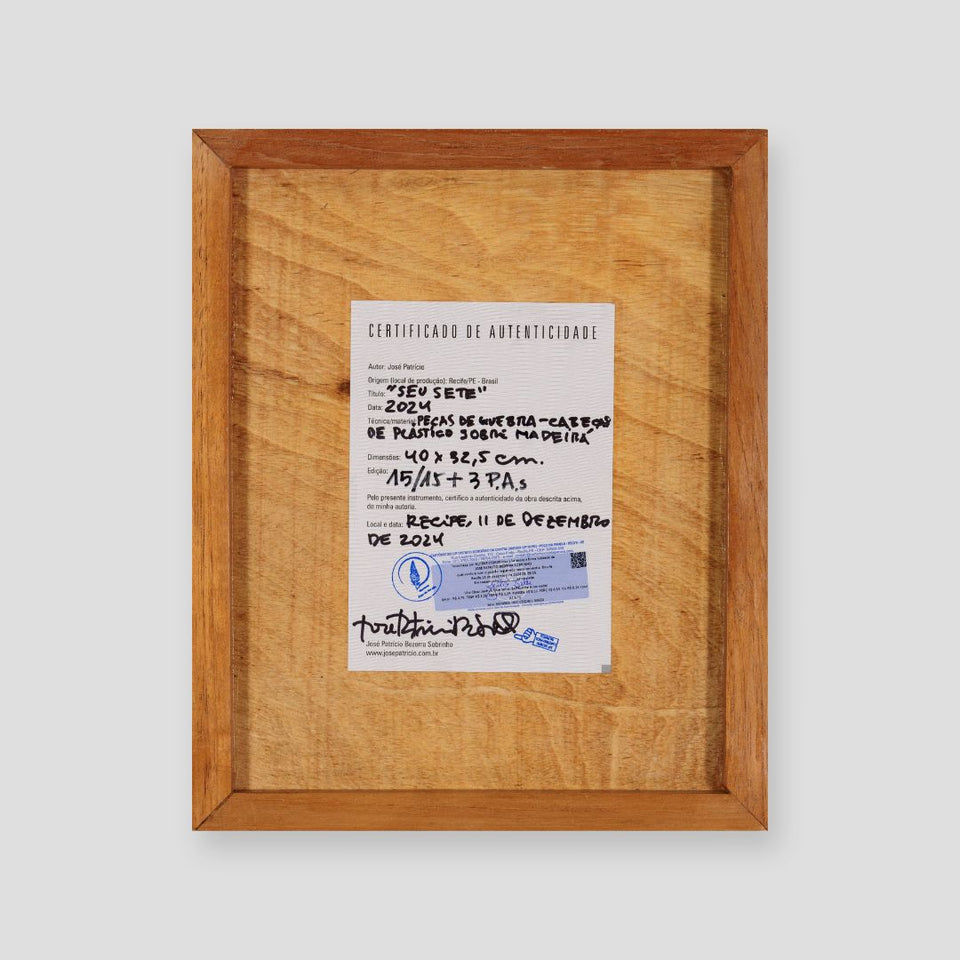 CERTIFICADO DE AUTENTICIDADE
Autor: José Patrício
Origem (local de produção): Recife/PE - Brasil
Título: "SEU SETE"
Data: 2024
Técnica/material: PEÇAS DE QUEBRA-CABEÇAS
DE PLÁSTICO SOBRE MADEIRA
Dimensões: 40 x 32,5 cm.
Edição: 15/15 + 3 P.A.s
Pelo presente instrumento, certifico a autenticidade da obra descrita acima,
de minha autoria.
Local e data: RECIFE, 11 DE DEZEMBRO
DE 2024
José Patrício Bezerra Sobrinho
www.josepatricio.com.br